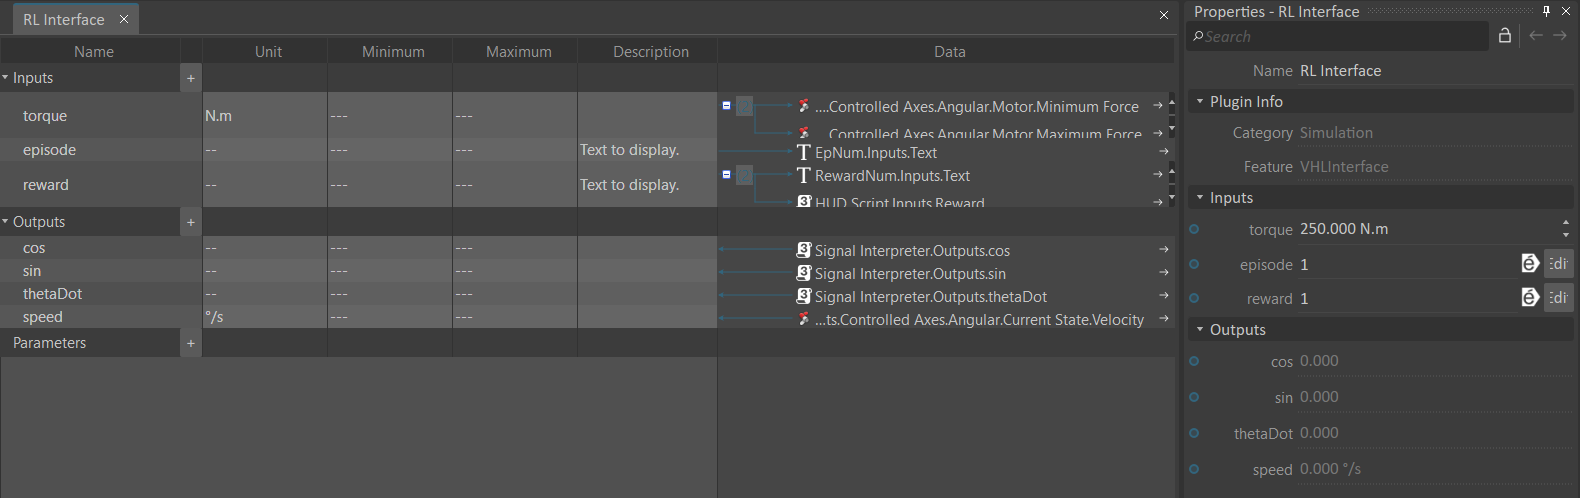 RL Interface
Name Unit Minimum Maximum Description Data
Inputs +
torque N.m --- --- ....Controlled Axes.Angular.Motor.Minimum Force
...Controlled Axes.Angular.Motor.Maximum Force
episode -- --- --- Text to display. EpNum.Inputs.Text
reward -- --- --- Text to display. RewardNum.Inputs.Text
HUD Script.Inputs.Reward
Outputs +
cos -- --- --- Signal Interpreter.Outputs.cos
sin -- --- --- Signal Interpreter.Outputs.sin
thetaDot -- --- --- Signal Interpreter.Outputs.thetaDot
speed °/s --- --- ...ts.Controlled Axes.Angular.Current State.Velocity
Parameters +
Properties - RL Interface
Search
Name RL Interface
Plugin Info
Category Simulation
Feature VHLInterface
Inputs
torque 250.000 N.m
episode 1 Edit
reward 1 Edit
Outputs
cos 0.000
sin 0.000
thetaDot 0.000
speed 0.000 °/s